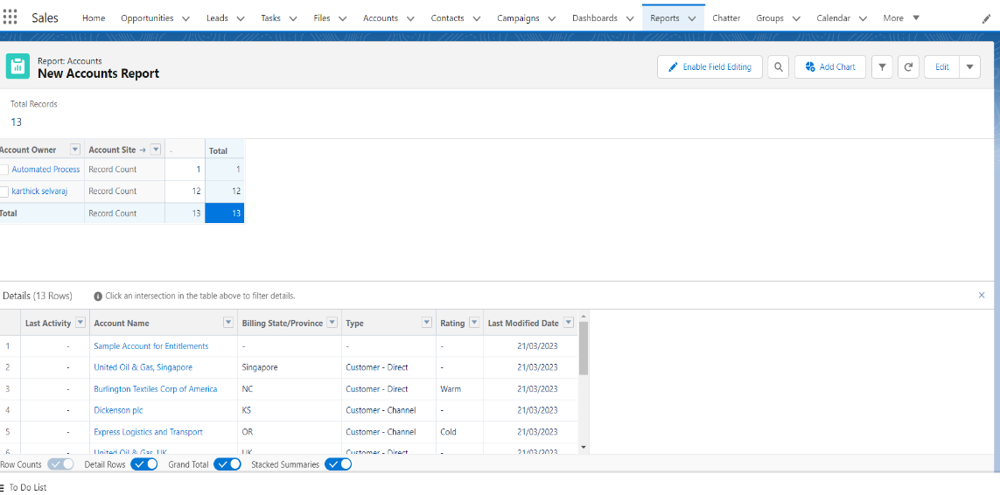 Sales Home Opportunities Leads Tasks Files Accounts Contacts Campaigns Dashboards Reports Chatter Groups Calendar More
Report: Accounts
New Accounts Report
Enable Field Editing Add Chart Edit
Total Records
13
Account Owner Account Site → - Total
Automated Process Record Count 1 1
karthick selvaraj Record Count 12 12
Total Record Count 13 13
Details (13 Rows) Click an intersection in the table above to filter details.
Last Activity Account Name Billing State/Province Type Rating Last Modified Date
1 - Sample Account for Entitlements - - - 21/03/2023
2 - United Oil & Gas, Singapore Singapore Customer - Direct - 21/03/2023
3 - Burlington Textiles Corp of America NC Customer - Direct Warm 21/03/2023
4 - Dickenson plc KS Customer - Channel - 21/03/2023
5 - Express Logistics and Transport OR Customer - Channel Cold 21/03/2023
6 - United Oil & Gas, UK UK Customer - Direct - 21/03/2023
Row Counts Detail Rows Grand Total Stacked Summaries
To Do List